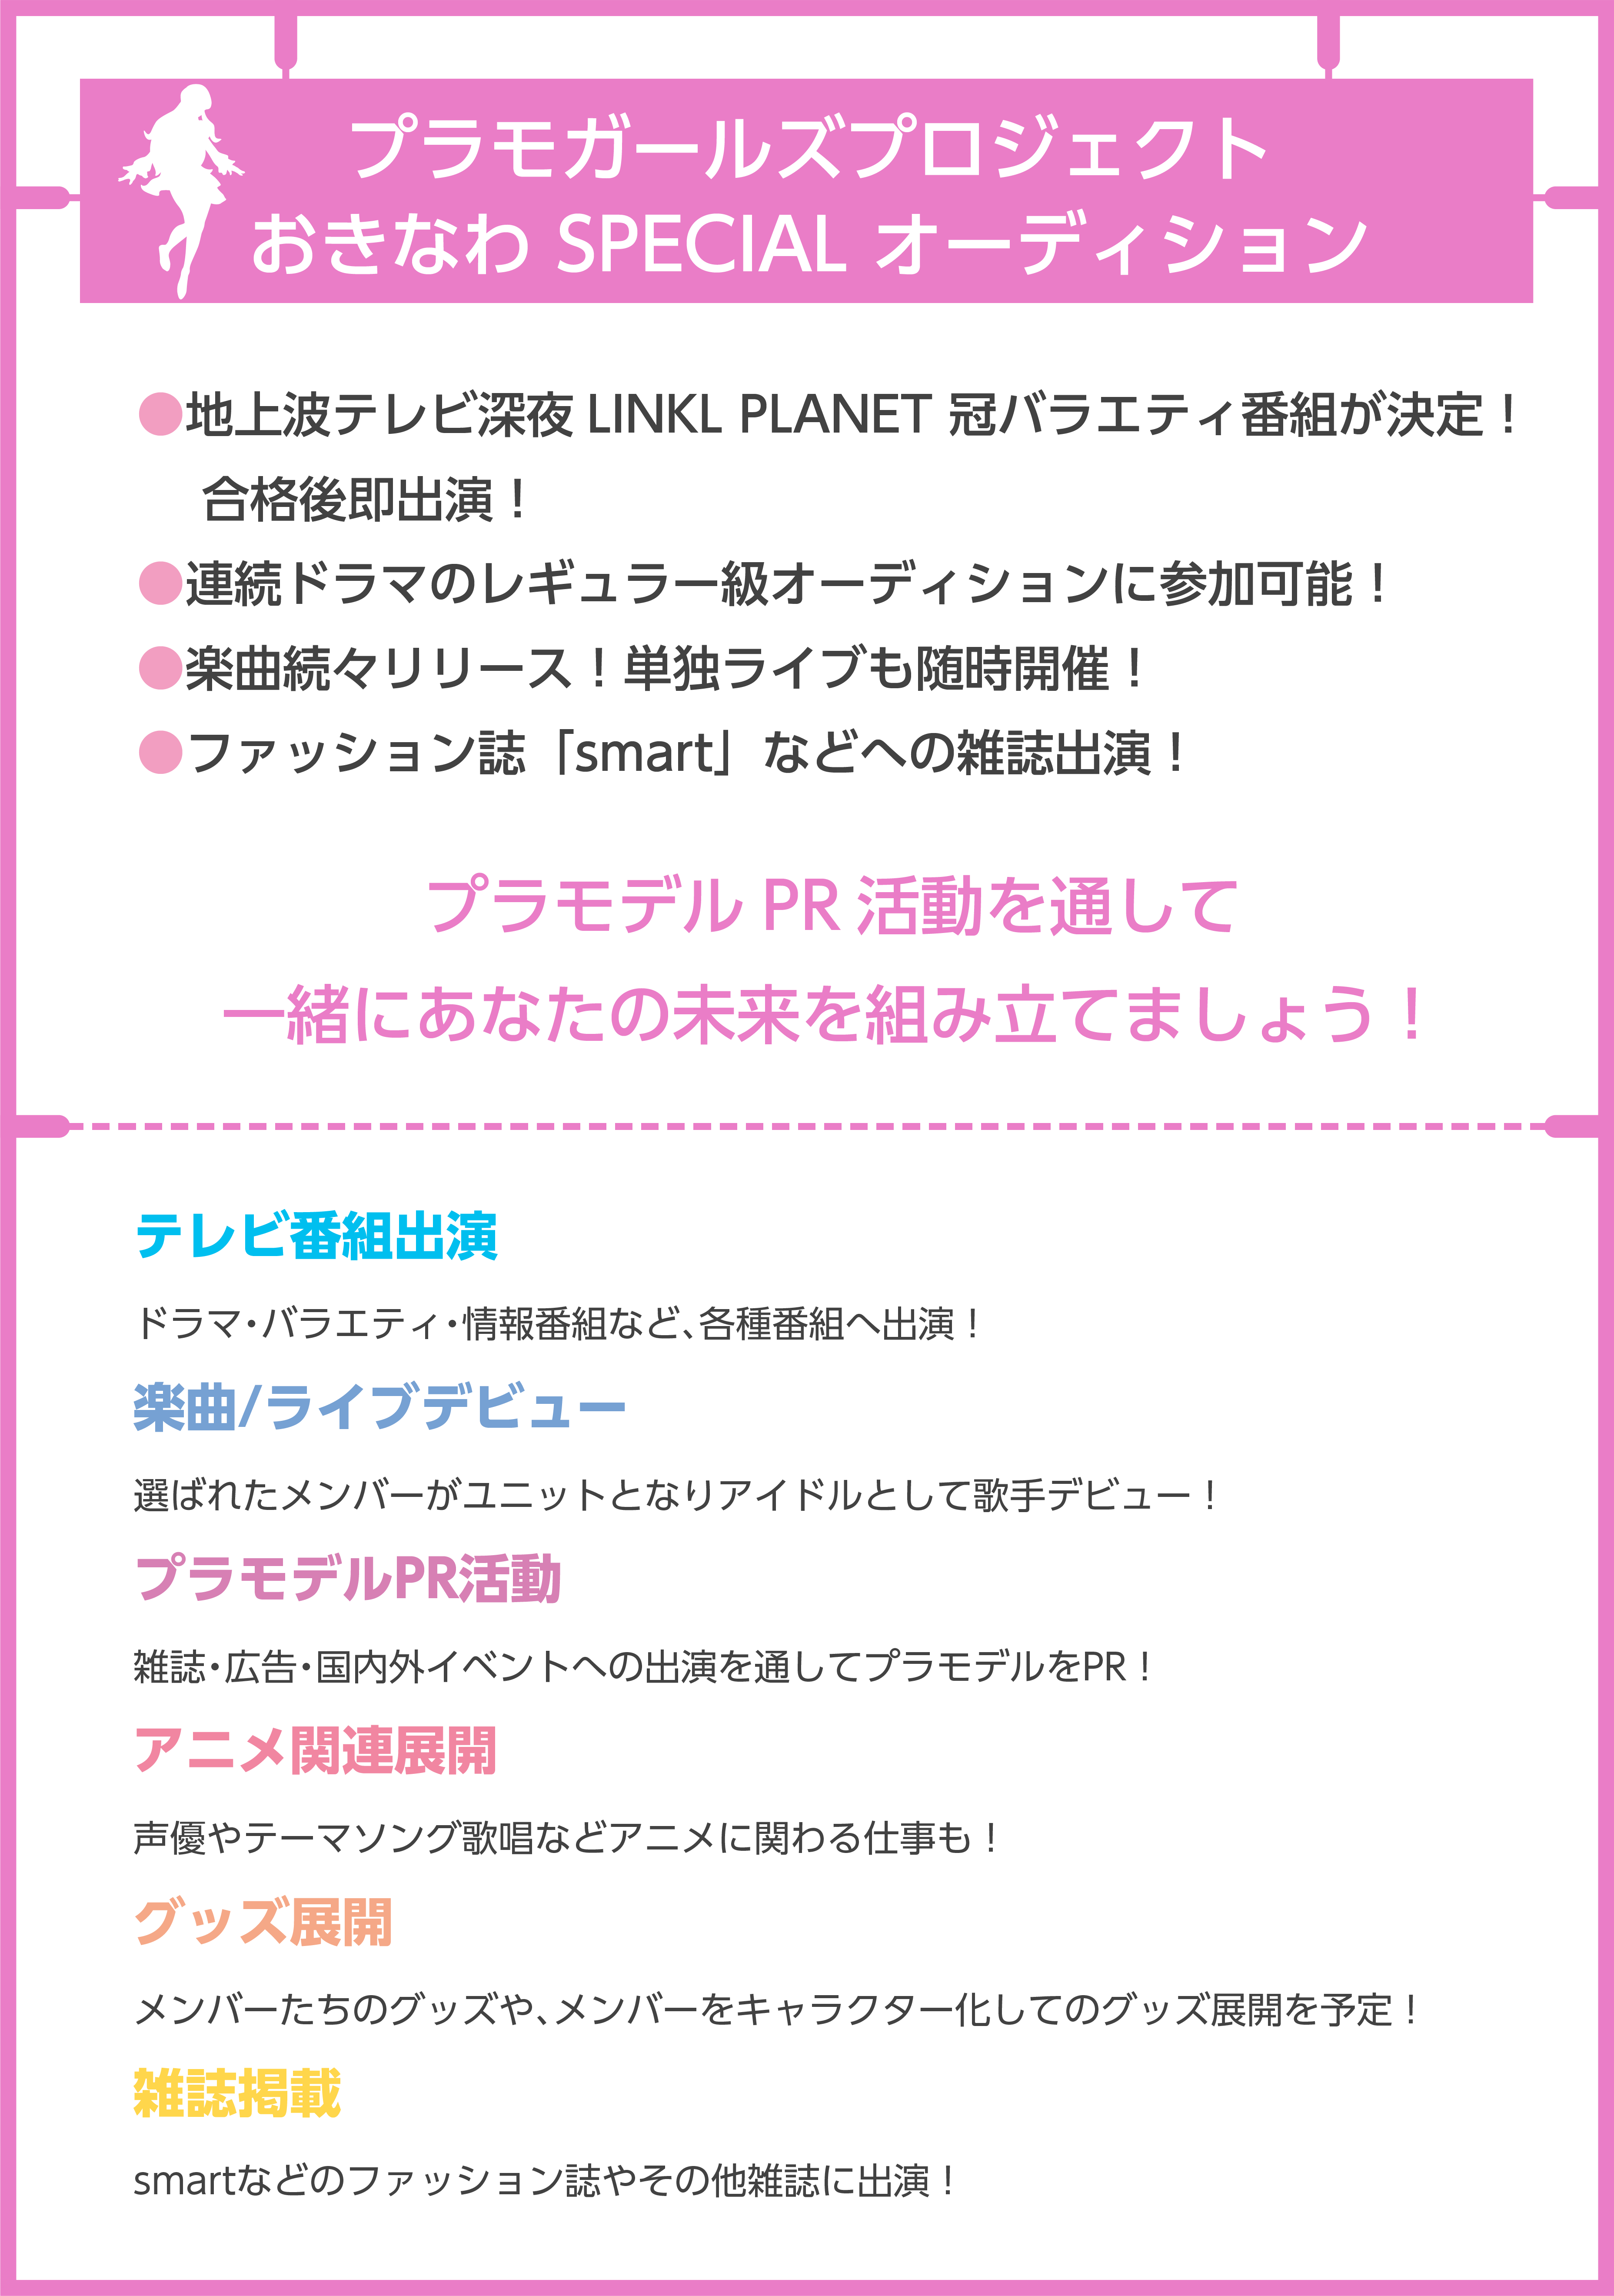 プラモガールズプロジェクト
おきなわ SPECIAL オーディション
●地上波テレビ深夜 LINKL PLANET 冠バラエティ番組が決定！
合格後即出演！
●連続ドラマのレギュラー級オーディションに参加可能！
●楽曲続々リリース！単独ライブも随時開催！
●ファッション誌「smart」などへの雑誌出演！
プラモデル PR 活動を通して
一緒にあなたの未来を組み立てましょう！
テレビ番組出演
ドラマ・バラエティ・情報番組など、各種番組へ出演！
楽曲/ライブデビュー
選ばれたメンバーがユニットとなりアイドルとして歌手デビュー！
プラモデルPR活動
雑誌・広告・国内外イベントへの出演を通してプラモデルをPR！
アニメ関連展開
声優やテーマソング歌唱などアニメに関わる仕事も！
グッズ展開
メンバーたちのグッズや、メンバーをキャラクター化してのグッズ展開を予定！
雑誌掲載
smartなどのファッション誌やその他雑誌に出演！